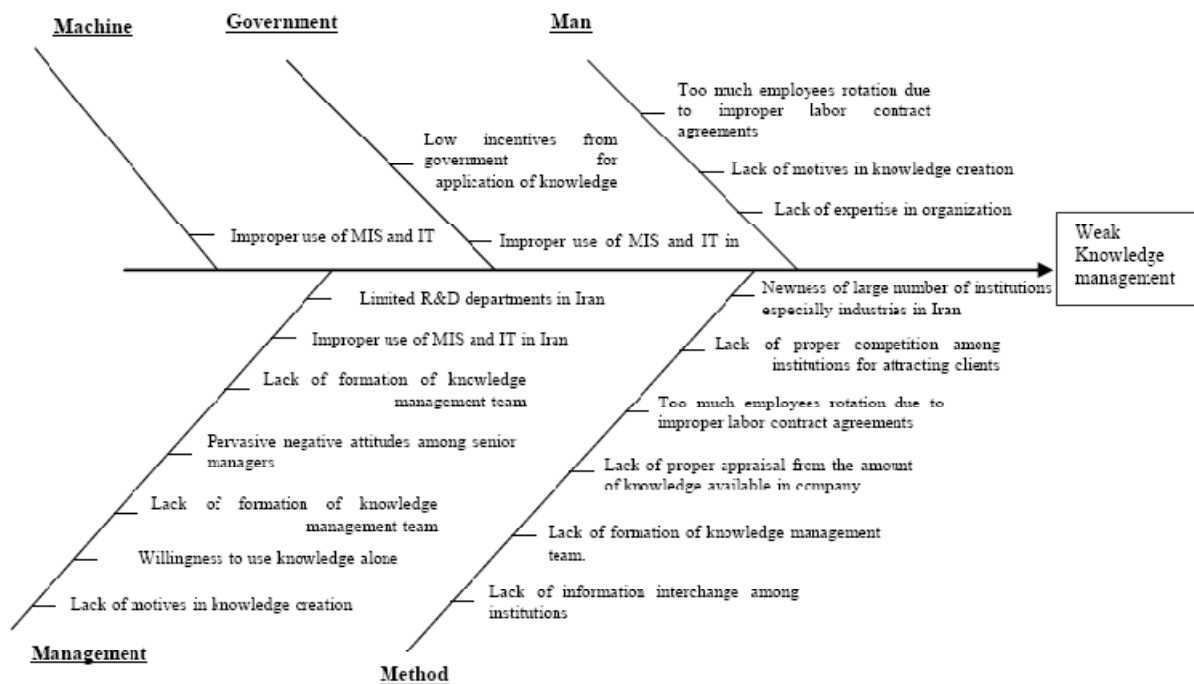 Machine
Government
Man
Too much employees rotation due
to improper labor contract
agreements
Low incentives from
government for
application of knowledge
Lack of motives in knowledge creation
Lack of expertise in organization
Improper use of MIS and IT
Improper use of MIS and IT in
Weak
Knowledge
management
Limited R&D departments in Iran
Improper use of MIS and IT in Iran
Lack of formation of knowledge
management team
Pervasive negative attitudes among senior
managers
Lack of formation of knowledge
management team
Willingness to use knowledge alone
Lack of motives in knowledge creation
Management
Newness of large number of institutions
especially industries in Iran
Lack of proper competition among
institutions for attracting clients
Too much employees rotation due to
improper labor contract agreements
Lack of proper appraisal from the amount
of knowledge available in company
Lack of formation of knowledge management
team.
Lack of information interchange among
institutions
Method